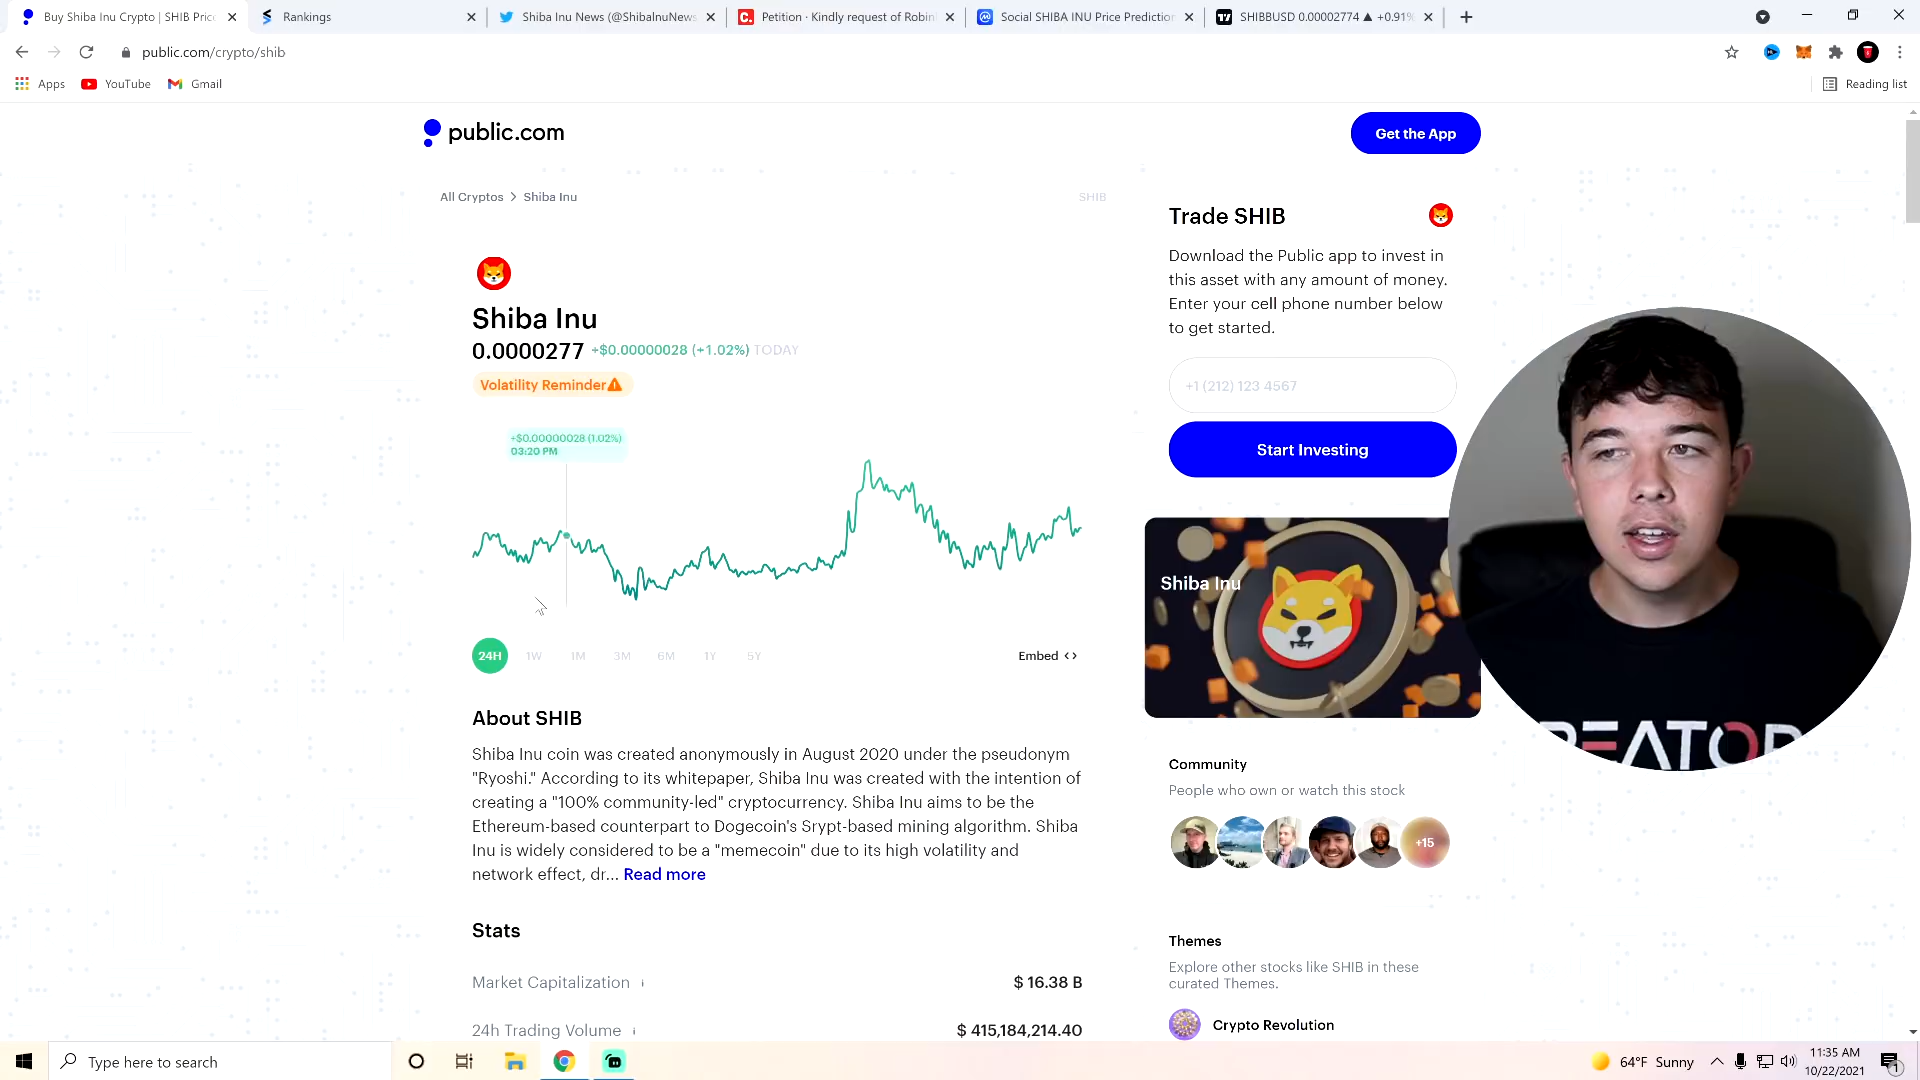 Buy Shiba Inu Crypto | SHIB Pric
Rankings
Shiba Inu News (@ShibaInuNews
Petition · Kindly request of Robin
Social SHIBA INU Price Prediction
SHIBBUSD 0.00002774 ▲ +0.91%
public.com/crypto/shib
Apps
YouTube
Gmail
Reading list
public.com
Get the App
All Cryptos > Shiba Inu
SHIB
Shiba Inu
0.0000277 +$0.00000028 (+1.02%) TODAY
Volatility Reminder
+$0.00000028 (1.02%)
03:20 PM
24H 1W 1M 3M 6M 1Y 5Y
Embed <>
About SHIB
Shiba Inu coin was created anonymously in August 2020 under the pseudonym
"Ryoshi." According to its whitepaper, Shiba Inu was created with the intention of
creating a "100% community-led" cryptocurrency. Shiba Inu aims to be the
Ethereum-based counterpart to Dogecoin's Srypt-based mining algorithm. Shiba
Inu is widely considered to be a "memecoin" due to its high volatility and
network effect, dr... Read more
Stats
Market Capitalization i
$ 16.38 B
24h Trading Volume i
$ 415,184,214.40
Trade SHIB
Download the Public app to invest in
this asset with any amount of money.
Enter your cell phone number below
to get started.
+1 (212) 123 4567
Start Investing
Shiba Inu
Community
People who own or watch this stock
+15
Themes
Explore other stocks like SHIB in these
curated Themes.
Crypto Revolution
Type here to search
64°F Sunny
11:35 AM
10/22/2021
1